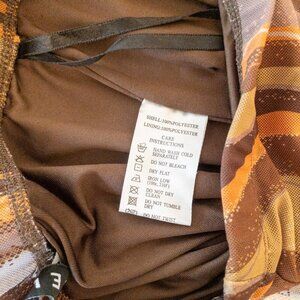 SHELL:100%POLYESTER
LINING:100%POLYESTER
CARE
INSTRUCTIONS
HAND WASH COLD
SEPARATELY
DO NOT BLEACH
DRY FLAT
IRON LOW
DO NOT DRY
CLEAN
DO NOT TUMBLE
DRY
DO NOT TWIST